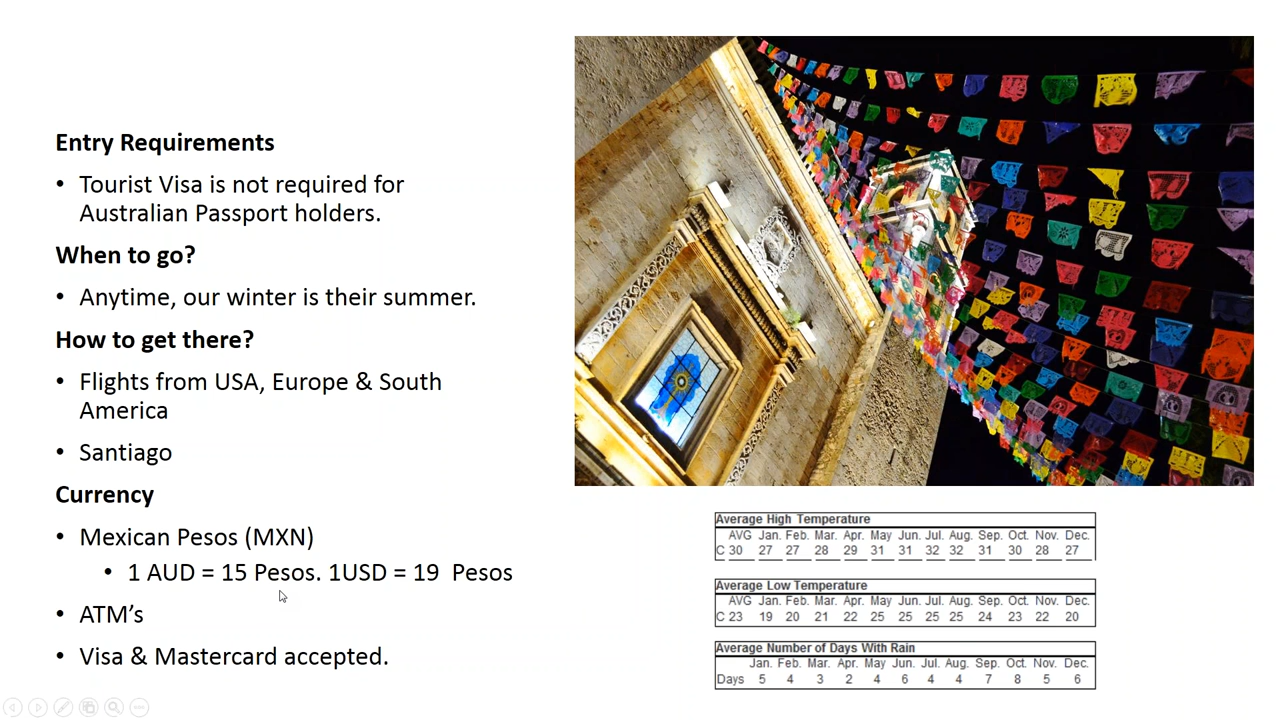 Entry Requirements
• Tourist Visa is not required for
Australian Passport holders.
When to go?
• Anytime, our winter is their summer.
How to get there?
• Flights from USA, Europe & South
America
• Santiago
Currency
• Mexican Pesos (MXN)
• 1 AUD = 15 Pesos. 1USD = 19 Pesos
• ATM’s
• Visa & Mastercard accepted.
Average High Temperature
AVG Jan. Feb. Mar. Apr. May Jun. Jul. Aug. Sep. Oct. Nov. Dec.
C 30 27 27 28 29 31 31 32 32 31 30 28 27
Average Low Temperature
AVG Jan. Feb. Mar. Apr. May Jun. Jul. Aug. Sep. Oct. Nov. Dec.
C 23 19 20 21 22 25 25 25 25 24 23 22 20
Average Number of Days With Rain
Jan. Feb. Mar. Apr. May Jun. Jul. Aug. Sep. Oct. Nov. Dec.
Days 5 4 3 2 4 6 4 4 7 8 5 6